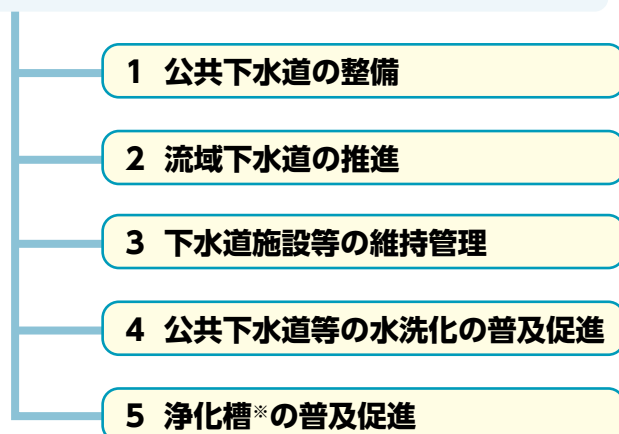 1 公共下水道の整備
2 流域下水道の推進
3 下水道施設等の維持管理
4 公共下水道等の水洗化の普及促進
5 浄化槽※の普及促進